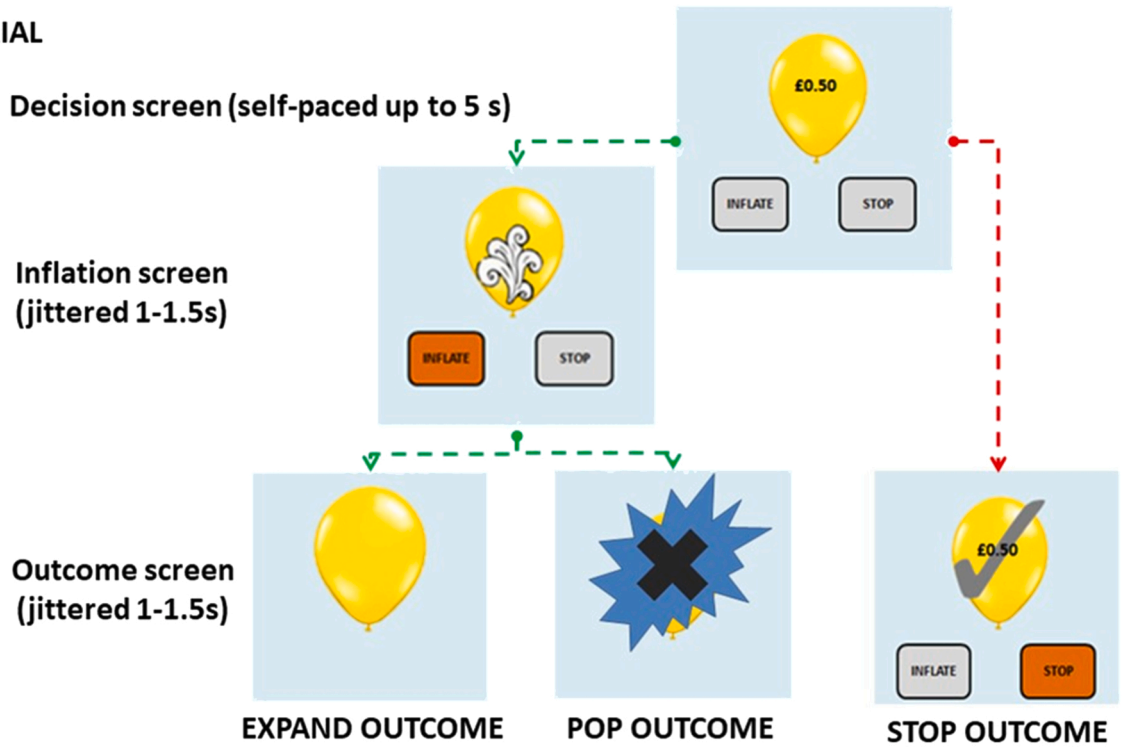 IAL
Decision screen (self-paced up to 5 s)
£0.50
INFLATE
STOP
Inflation screen
(jittered 1-1.5s)
INFLATE
STOP
Outcome screen
(jittered 1-1.5s)
£0.50
INFLATE
STOP
EXPAND OUTCOME
POP OUTCOME
STOP OUTCOME